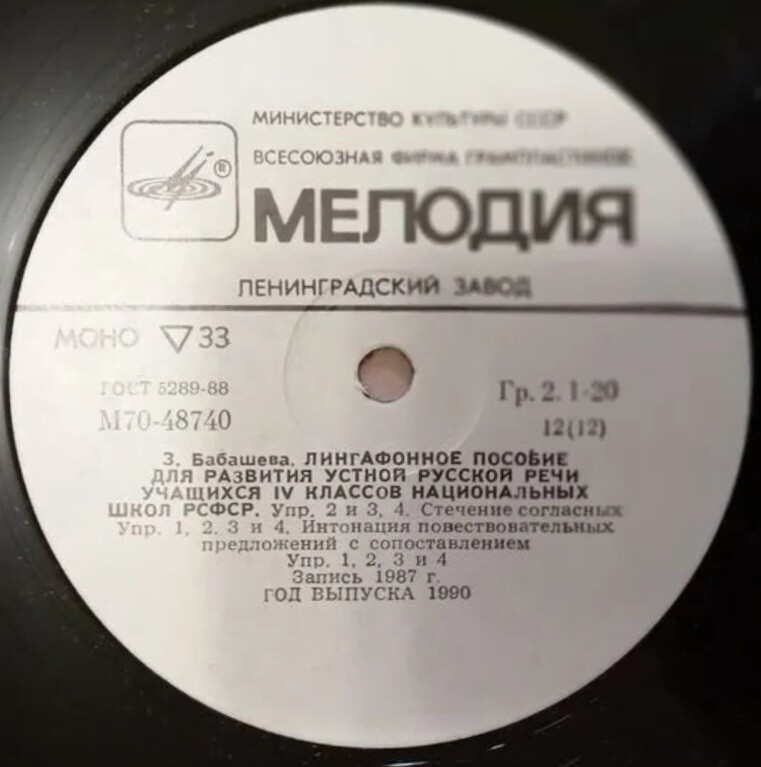 МИНИСТЕРСТВО КУЛЬТУРЫ СССР
ВСЕСОЮЗНАЯ ФИРМА ГРАМПЛАСТИНОК
®
МЕЛОДИЯ
ЛЕНИНГРАДСКИЙ ЗАВОД
МОНО ▽33
ГОСТ 5289-88
Гр. 2. 1-20
М70-48740
12(12)
З. Бабашева. ЛИНГАФОННОЕ ПОСОБИЕ
ДЛЯ РАЗВИТИЯ УСТНОЙ РУССКОЙ РЕЧИ
УЧАЩИХСЯ IV КЛАССОВ НАЦИОНАЛЬНЫХ
ШКОЛ РСФСР. Упр. 2 и 3, 4. Стечение согласных
Упр. 1, 2, 3 и 4. Интонация повествовательных
предложений с сопоставлением
Упр. 1, 2, 3 и 4
Запись 1987 г.
ГОД ВЫПУСКА 1990